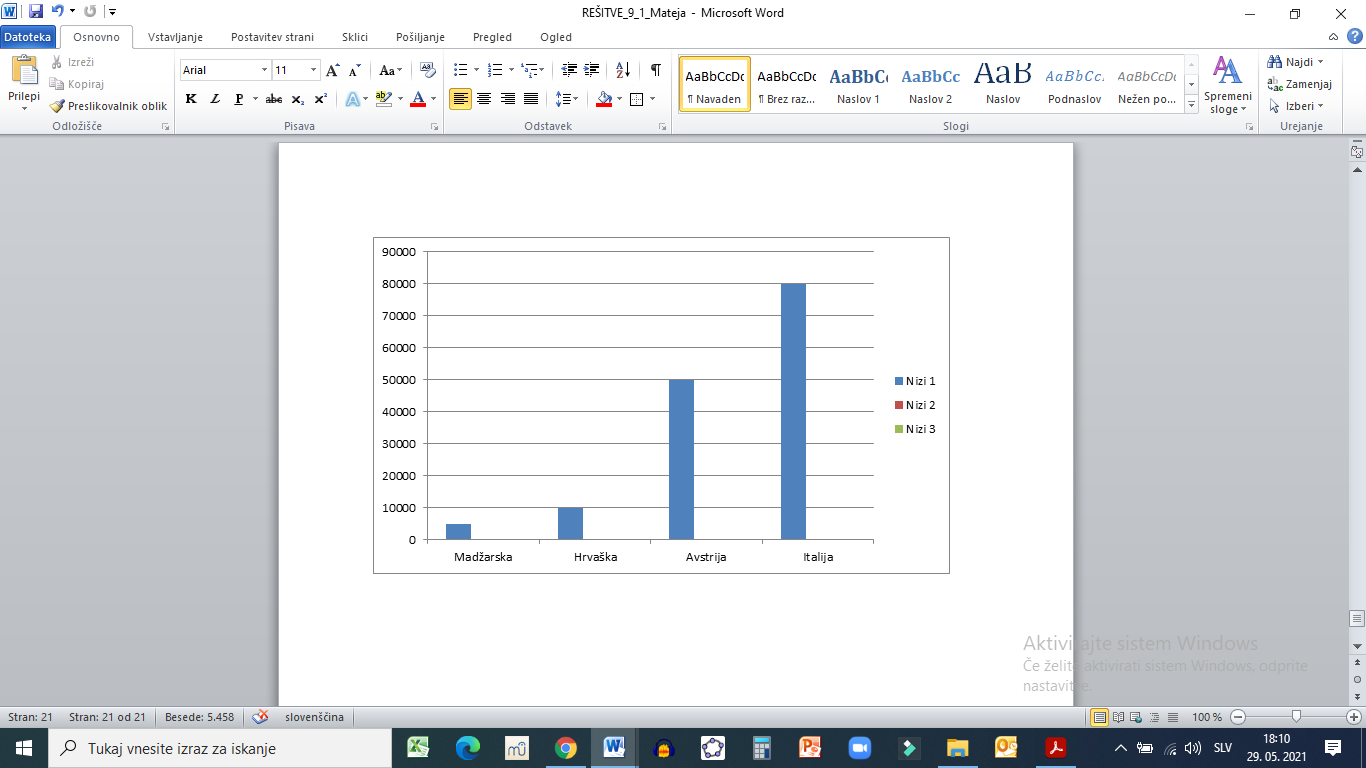 REŠITVE_9_1_Mateja - Microsoft Word
Datoteka Osnovno Vstavljanje Postavitev strani Sklici Pošiljanje Pregled Ogled
Prilepi
Izreži
Kopiraj
Preslikovalnik oblik
Odložišče
Arial 11
K L P abc x₂ x²
Pisava
Odstavek
AaBbCcDc AaBbCcDc AaBbCc AaBbCc AaB AaBbCc. AaBbCcDc
¶ Navaden ¶ Brez raz... Naslov 1 Naslov 2 Naslov Podnaslov Nežen po...
Spremeni
sloge
Slogi
Najdi
Zamenjaj
Izberi
Urejanje
90000
80000
70000
60000
50000
40000
30000
20000
10000
0
Madžarska Hrvaška Avstrija Italija
Nizi 1
Nizi 2
Nizi 3
Aktivirajte sistem Windows
Če želite aktivirati sistem Windows, odprite
nastavitve.
Stran: 21 Stran: 21 od 21 Besede: 5.458 slovenščina 100 %
Tukaj vnesite izraz za iskanje
SLV
18:10
29. 05. 2021